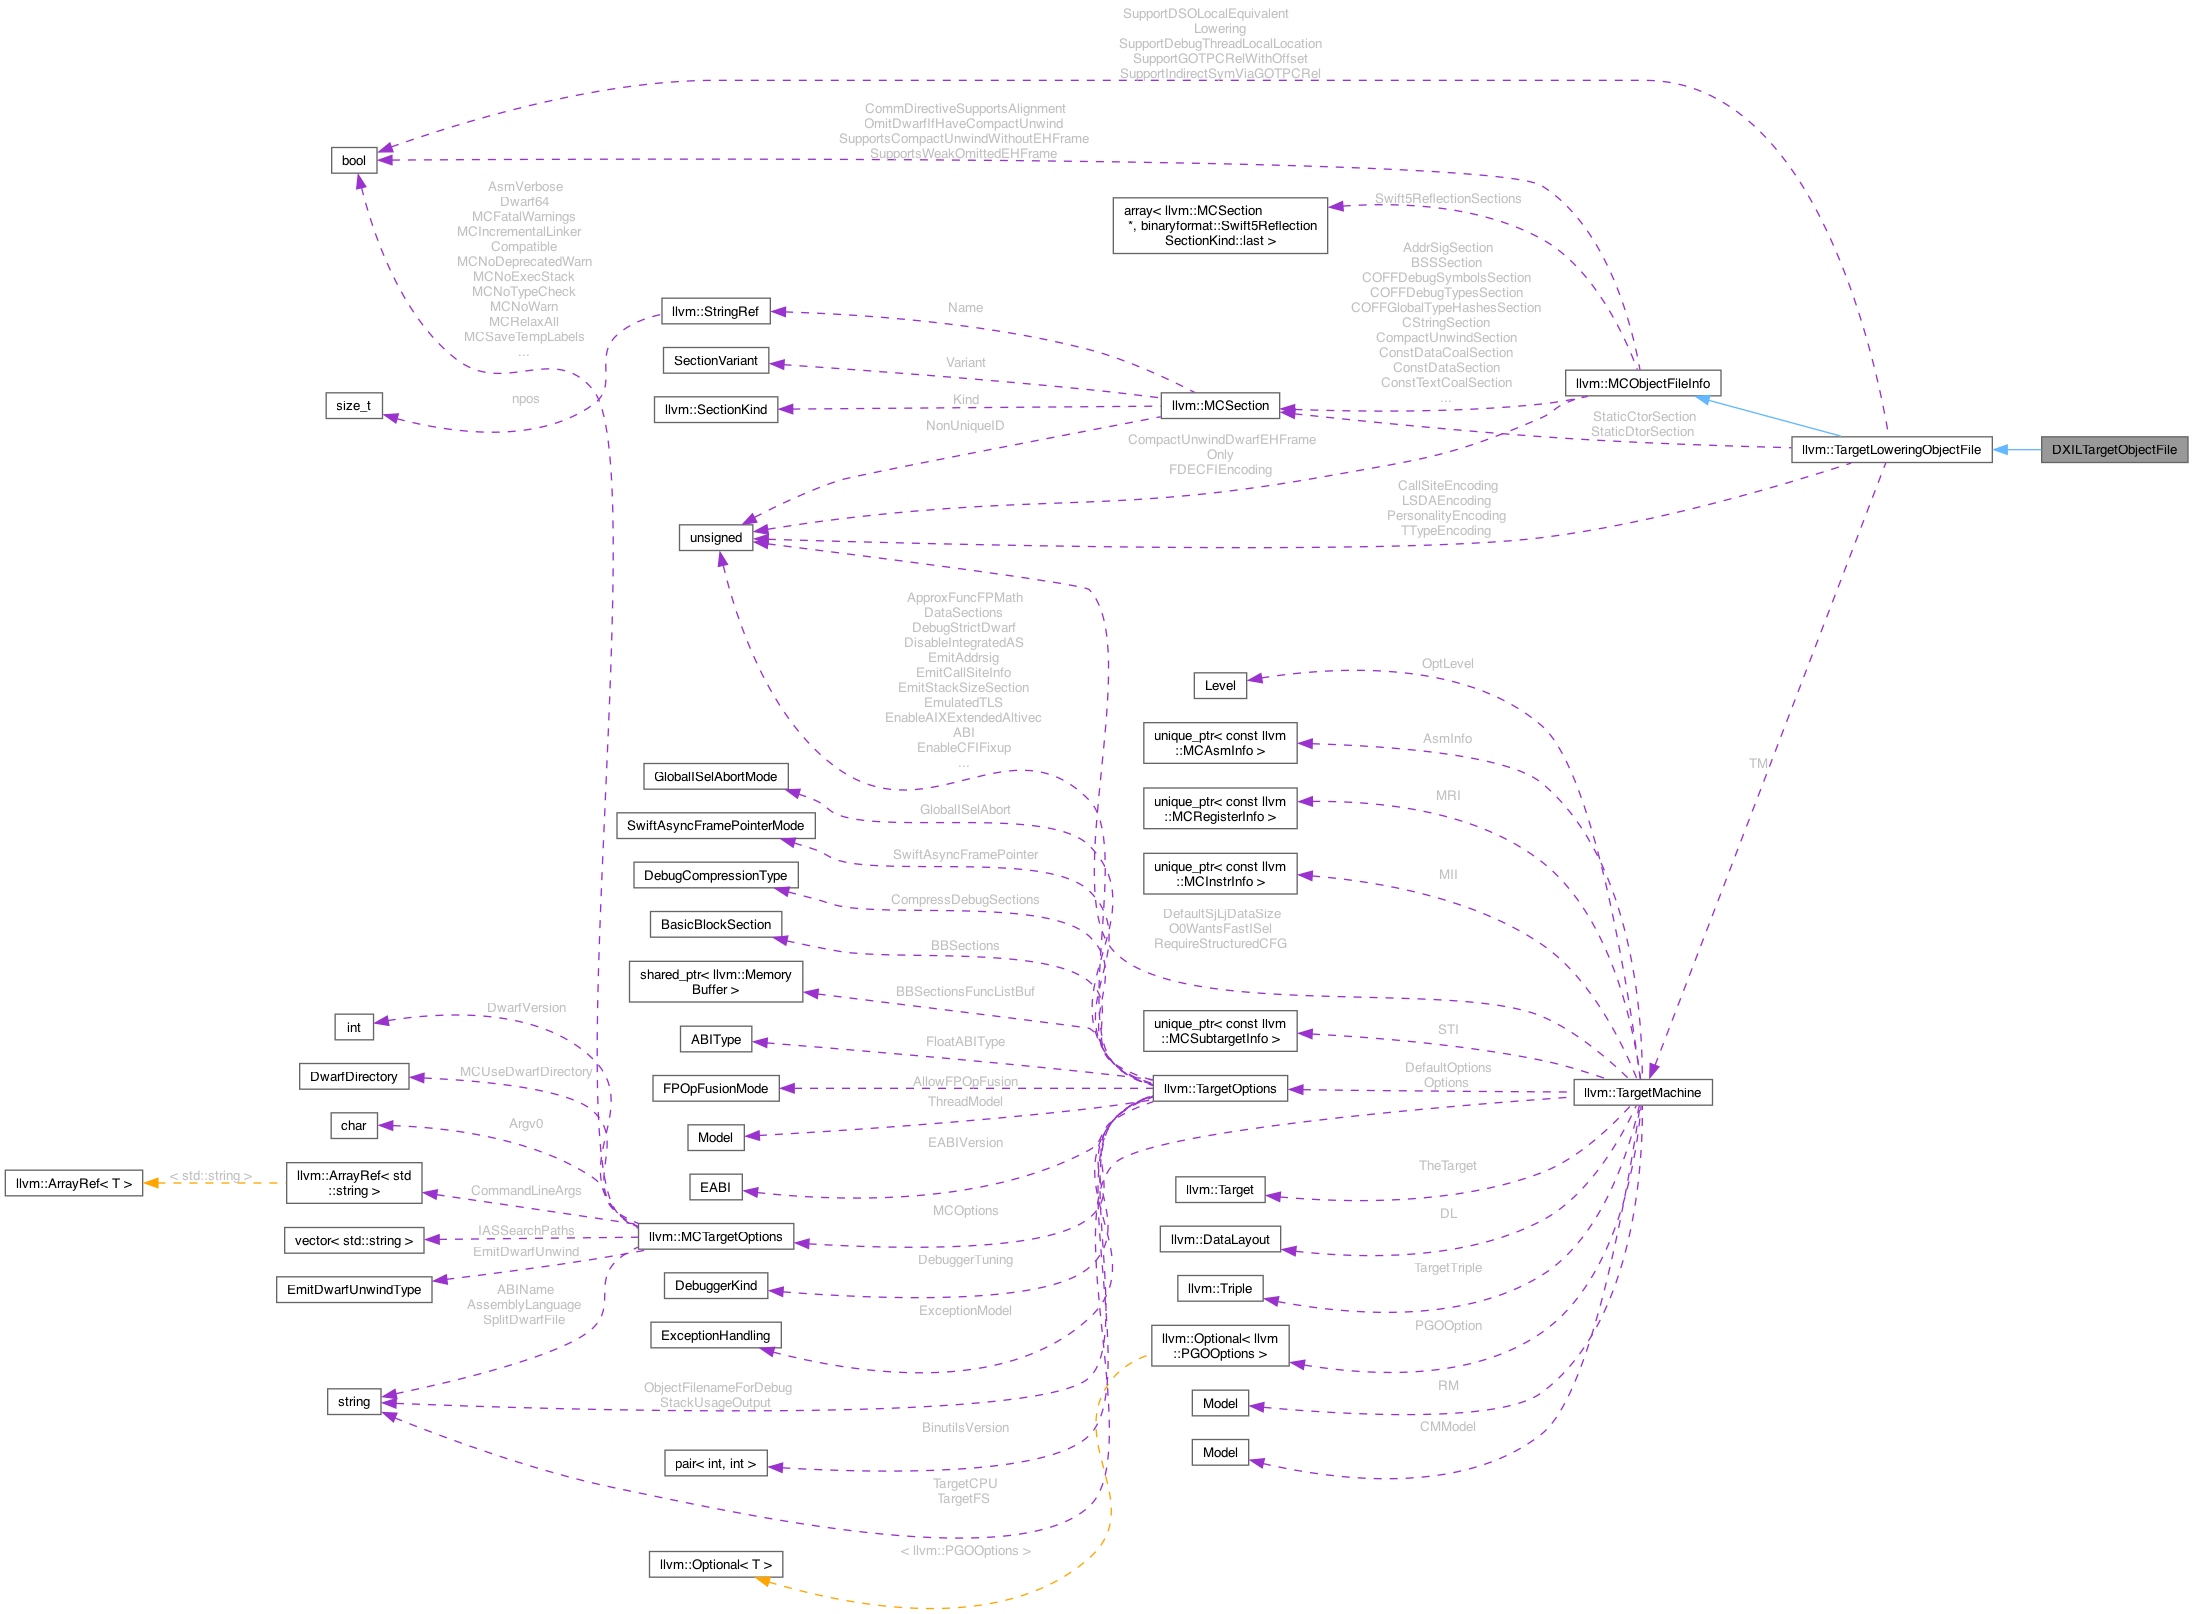 SupportDSOLocalEquivalent
Lowering
SupportDebugThreadLocalLocation
SupportGOTPCRelWithOffset
SupportIndirectSymViaGOTPCRel
CommDirectiveSupportsAlignment
OmitDwarfIfHaveCompactUnwind
SupportsCompactUnwindWithoutEHFrame
SupportsWeakOmittedEHFrame
bool
AsmVerbose
Dwarf64
MCFatalWarnings
MCIncrementalLinker
Compatible
MCNoDeprecatedWarn
MCNoExecStack
MCNoTypeCheck
MCNoWarn
MCRelaxAll
MCSaveTempLabels
...
array< llvm::MCSection
*, binaryformat::Swift5Reflection
SectionKind::last >
Swift5ReflectionSections
AddrSigSection
BSSSection
COFFDebugSymbolsSection
COFFDebugTypesSection
COFFGlobalTypeHashesSection
CStringSection
CompactUnwindSection
ConstDataCoalSection
ConstDataSection
ConstTextCoalSection
...
llvm::StringRef
Name
SectionVariant
Variant
llvm::SectionKind
Kind
llvm::MCSection
llvm::MCObjectFileInfo
size_t
npos
NonUniqueID
StaticCtorSection
StaticDtorSection
CompactUnwindDwarfEHFrame
Only
FDECFIEncoding
llvm::TargetLoweringObjectFile
DXILTargetObjectFile
CallSiteEncoding
LSDAEncoding
PersonalityEncoding
TTypeEncoding
unsigned
ApproxFuncFPMath
DataSections
DebugStrictDwarf
DisableIntegratedAS
EmitAddrsig
EmitCallSiteInfo
EmitStackSizeSection
EmulatedTLS
EnableAIXExtendedAltivec
ABI
EnableCFIFixup
...
Level
OptLevel
unique_ptr< const llvm
::MCAsmInfo >
AsmInfo
TM
GlobalISelAbortMode
GlobalISelAbort
unique_ptr< const llvm
::MCRegisterInfo >
MRI
SwiftAsyncFramePointerMode
SwiftAsyncFramePointer
unique_ptr< const llvm
::MCInstrInfo >
MII
DebugCompressionType
CompressDebugSections
DefaultSjLjDataSize
O0WantsFastISel
RequireStructuredCFG
BasicBlockSection
BBSections
shared_ptr< llvm::Memory
Buffer >
BBSectionsFuncListBuf
int
DwarfVersion
ABIType
FloatABIType
unique_ptr< const llvm
::MCSubtargetInfo >
STI
DwarfDirectory
MCUseDwarfDirectory
FPOpFusionMode
AllowFPOpFusion
llvm::TargetOptions
DefaultOptions
Options
llvm::TargetMachine
ThreadModel
char
Argv0
Model
EABIVersion
llvm::ArrayRef< T >
< std::string >
llvm::ArrayRef< std
::string >
CommandLineArgs
EABI
llvm::Target
TheTarget
MCOptions
vector< std::string >
IASSearchPaths
llvm::MCTargetOptions
llvm::DataLayout
DL
EmitDwarfUnwindType
EmitDwarfUnwind
DebuggerKind
DebuggerTuning
llvm::Triple
TargetTriple
ABIName
AssemblyLanguage
SplitDwarfFile
ExceptionHandling
ExceptionModel
llvm::Optional< llvm
::PGOOptions >
PGOOption
string
ObjectFilenameForDebug
StackUsageOutput
Model
RM
pair< int, int >
BinutilsVersion
Model
CMModel
TargetCPU
TargetFS
llvm::Optional< T >
< llvm::PGOOptions >